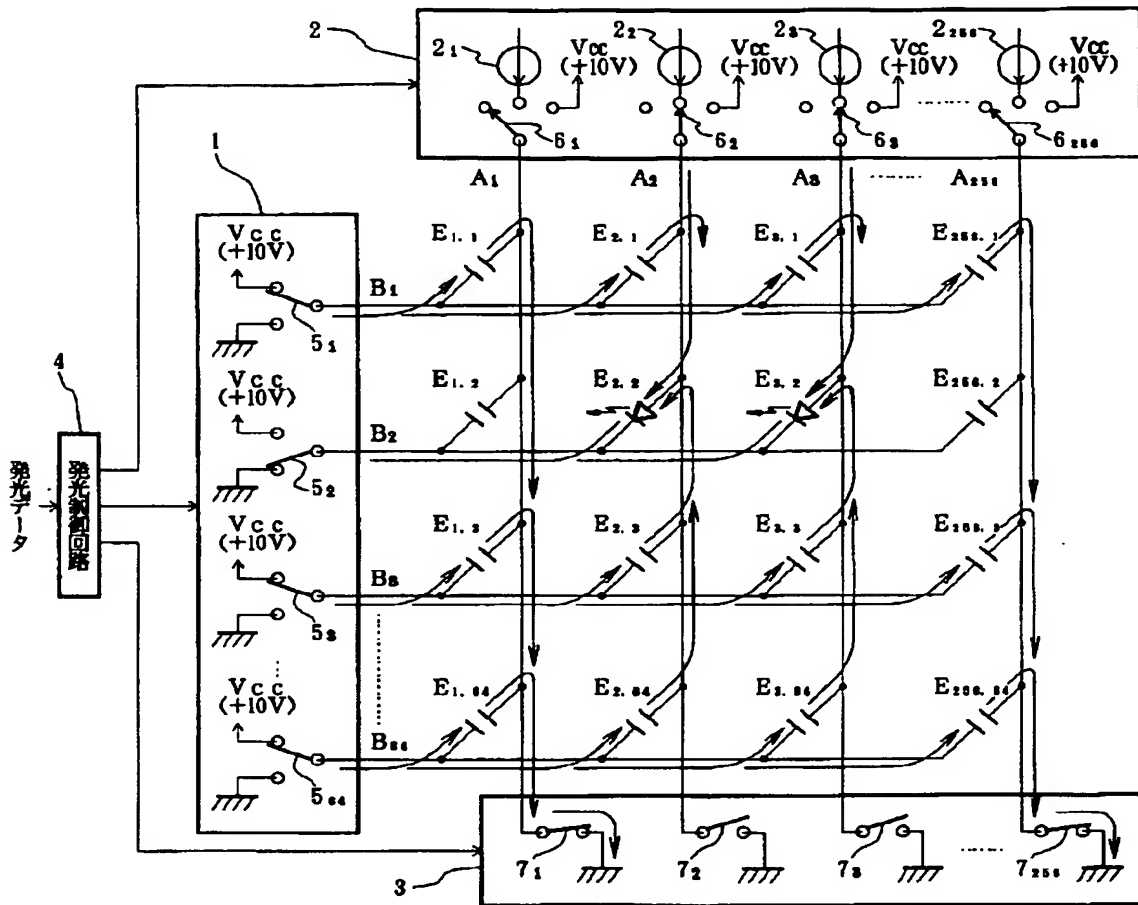 2
2₁
Vcc
(+10V)
2₂
Vcc
(+10V)
2₃
Vcc
(+10V)
2₂₅₆
Vcc
(+10V)
6₁
6₂
6₃
6₂₅₆
A₁
A₂
A₃
A₂₅₆
1
Vcc
(+10V)
5₁
B₁
E₁.₁
E₂.₁
E₃.₁
E₂₅₆.₁
4
発光データ
発光制御回路
Vcc
(+10V)
5₂
B₂
E₁.₂
E₂.₂
E₃.₂
E₂₅₆.₂
Vcc
(+10V)
5₃
B₃
E₁.₃
E₂.₃
E₃.₃
E₂₅₆.₃
Vcc
(+10V)
5₆₄
B₆₄
E₁.₆₄
E₂.₆₄
E₃.₆₄
E₂₅₆.₆₄
3
7₁
7₂
7₃
7₂₅₆